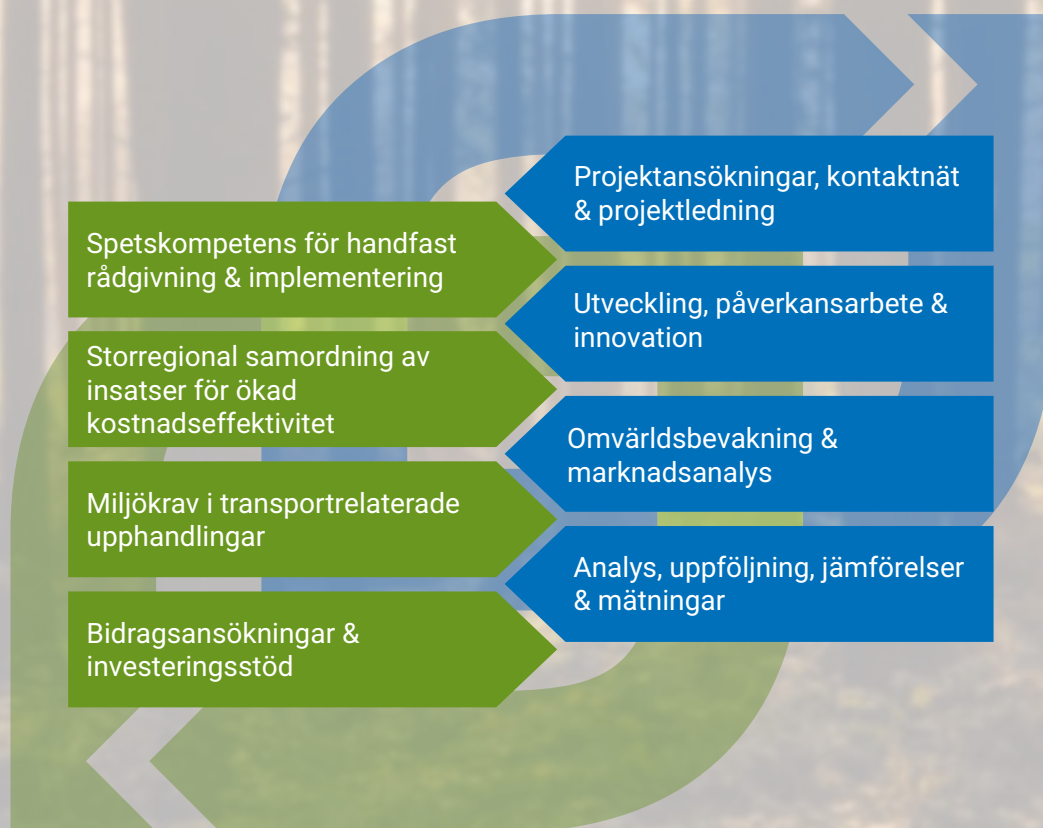 Projektansökningar, kontaktnät
& projektledning
Spetskompetens för handfast
rådgivning & implementering
Utveckling, påverkansarbete &
innovation
Storregional samordning av
insatser för ökad
kostnadseffektivitet
Omvärldsbevakning &
marknadsanalys
Miljökrav i transportrelaterade
upphandlingar
Analys, uppföljning, jämförelser
& mätningar
Bidragsansökningar &
investeringsstöd